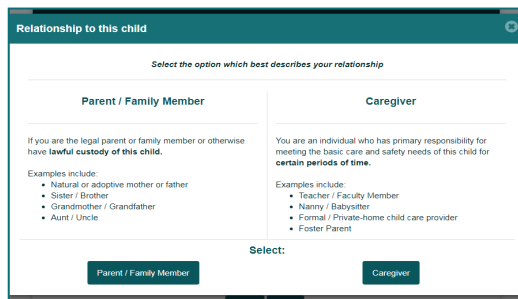 Relationship to this child
Select the option which best describes your relationship
Parent / Family Member
If you are the legal parent or family member or otherwise
have lawful custody of this child.
Examples include:
• Natural or adoptive mother or father
• Sister / Brother
• Grandmother / Grandfather
• Aunt / Uncle
Caregiver
You are an individual who has primary responsibility for
meeting the basic care and safety needs of this child for
certain periods of time.
Examples include:
• Teacher / Faculty Member
• Nanny / Babysitter
• Formal / Private-home child care provider
• Foster Parent
Select:
Parent / Family Member
Caregiver